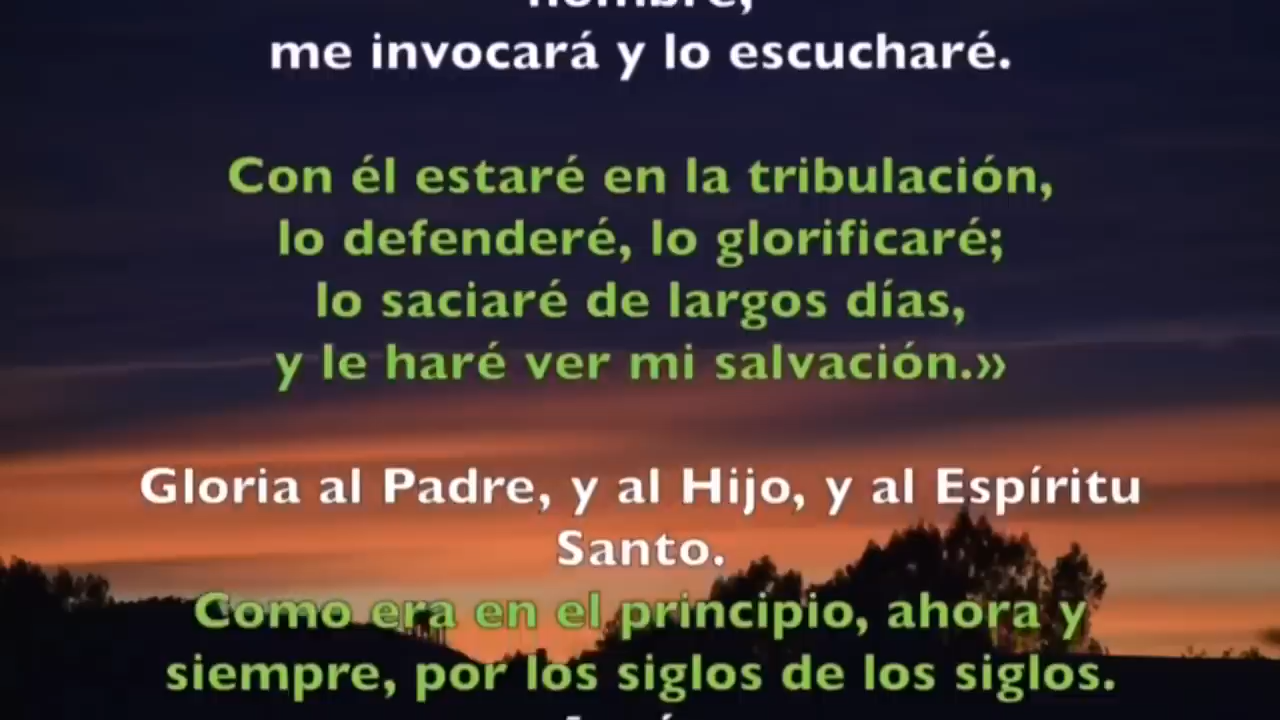 nombre,
me invocará y lo escucharé.
Con él estaré en la tribulación,
lo defenderé, lo glorificaré;
lo saciaré de largos días,
y le haré ver mi salvación.»
Gloria al Padre, y al Hijo, y al Espíritu
Santo.
Como era en el principio, ahora y
siempre, por los siglos de los siglos.